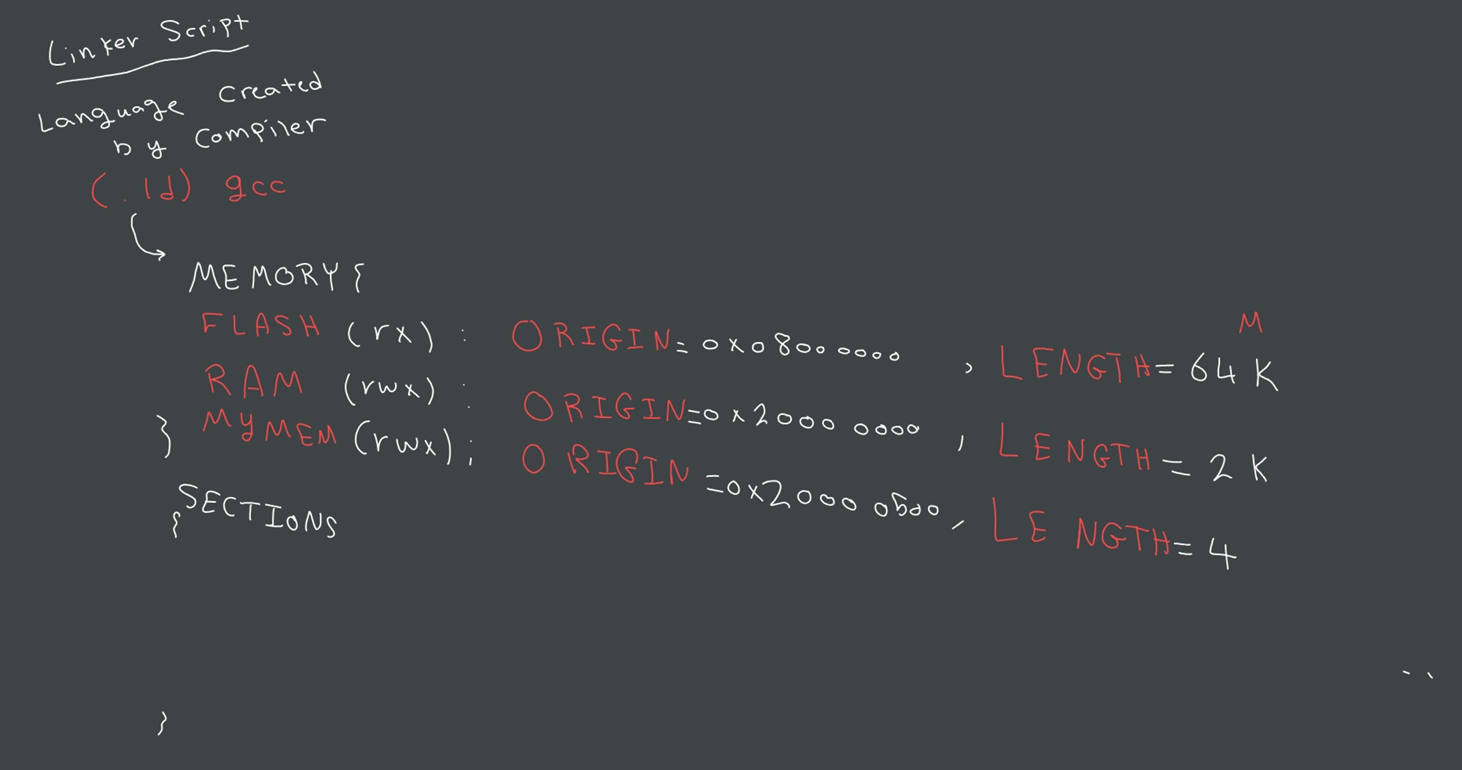 Linker Script
Language Created
by Compiler
(.ld) gcc
MEMORY{
FLASH (rx) : ORIGIN=0x0800 0000 , LENGTH= 64 K
M
RAM (rwx) : ORIGIN=0x2000 0000 , LENGTH = 2 K
} MyMEM (rwx); ORIGIN =0x2000 0500, LENGTH= 4
SECTIONS
{
}